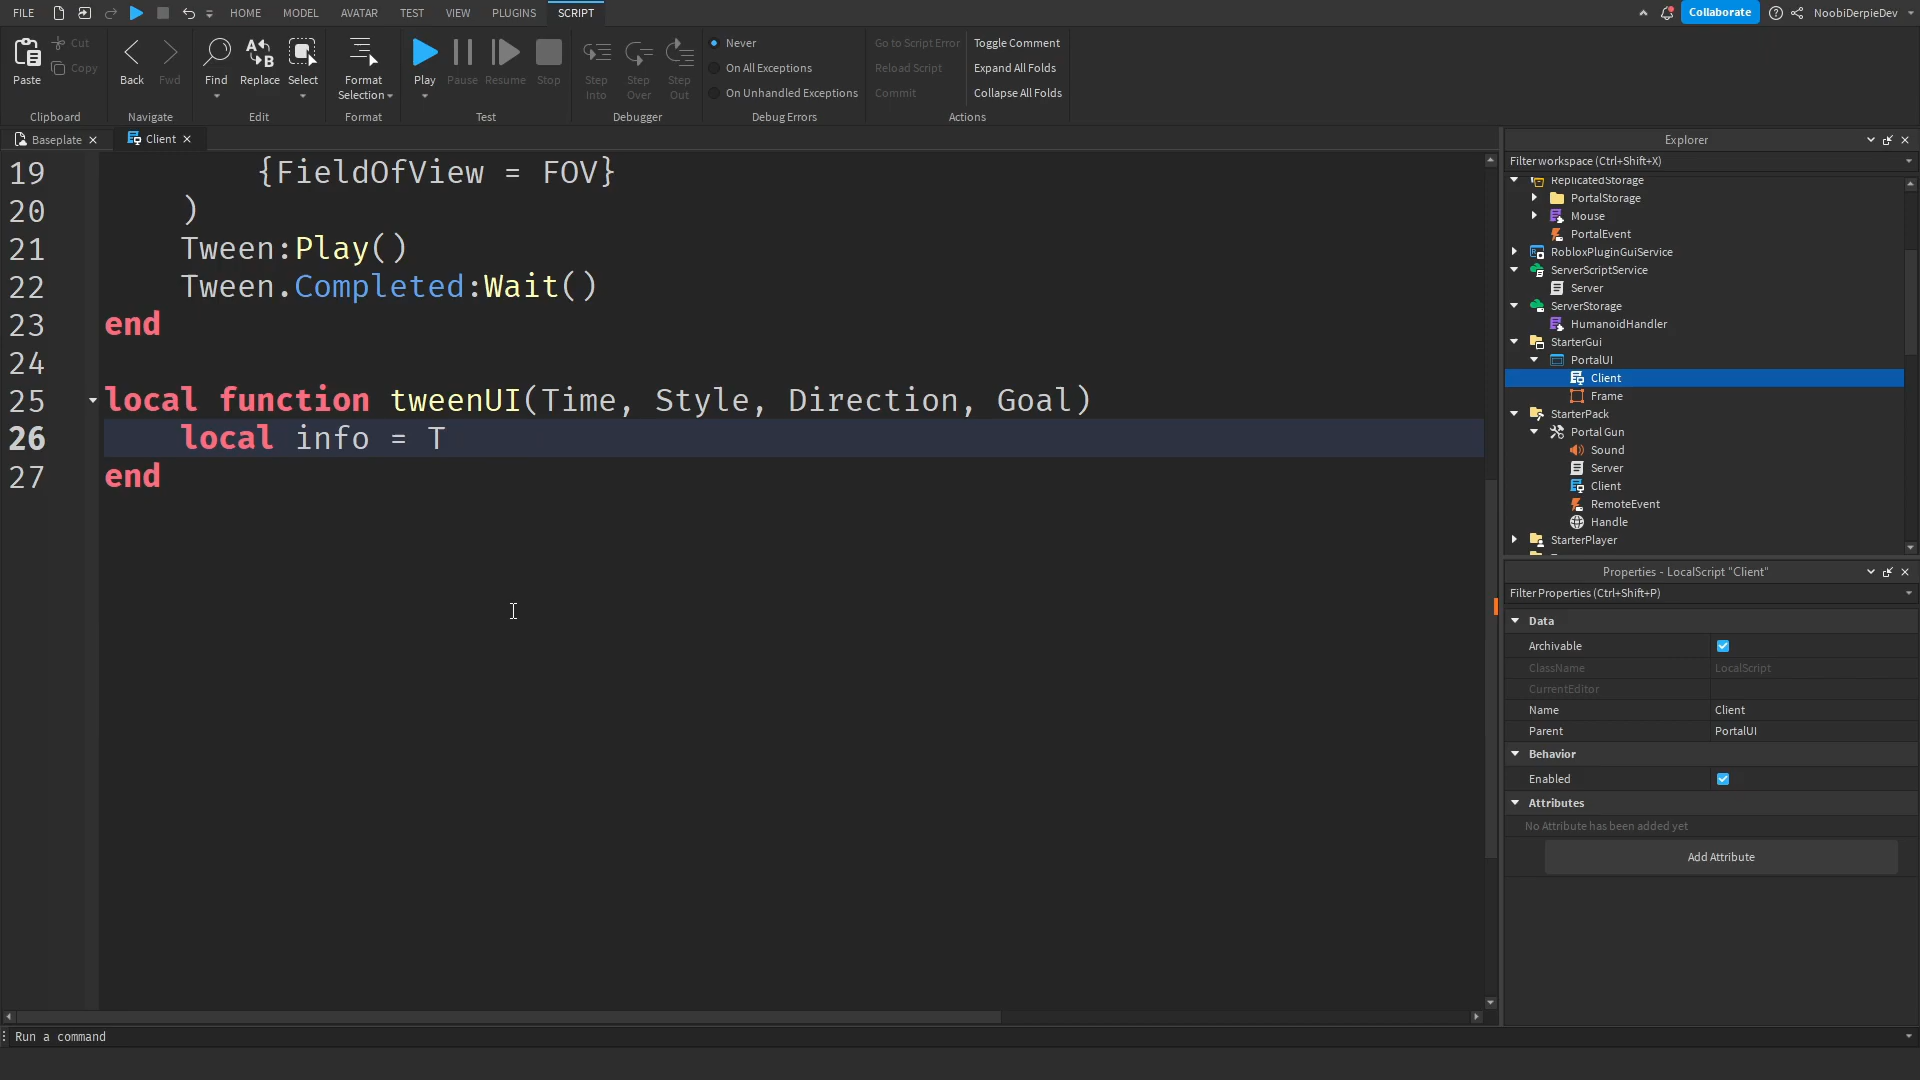 FILE HOME MODEL AVATAR TEST VIEW PLUGINS SCRIPT Collaborate NoobiDerpieDev
Paste Cut Copy
Clipboard
Back Fwd
Navigate
Find Replace Select
Edit
Format Selection
Format
Play Pause Resume Stop
Test
Step Into Step Over Step Out
Debugger
Never
On All Exceptions
On Unhandled Exceptions
Debug Errors
Go to Script Error Toggle Comment
Reload Script Expand All Folds
Commit Collapse All Folds
Actions
Baseplate Client
19 {FieldOfView = FOV}
20 )
21 Tween:Play()
22 Tween.Completed:Wait()
23 end
24
25 local function tweenUI(Time, Style, Direction, Goal)
26 local info = T
27 end
Explorer
Filter workspace (Ctrl+Shift+X)
ReplicatedStorage
PortalStorage
Mouse
PortalEvent
RobloxPluginGuiService
ServerScriptService
Server
ServerStorage
HumanoidHandler
StarterGui
PortalUI
Client
Frame
StarterPack
Portal Gun
Sound
Server
Client
RemoteEvent
Handle
StarterPlayer
Properties - LocalScript "Client"
Filter Properties (Ctrl+Shift+P)
Data
Archivable
ClassName LocalScript
CurrentEditor
Name Client
Parent PortalUI
Behavior
Enabled
Attributes
No Attribute has been added yet
Add Attribute
Run a command